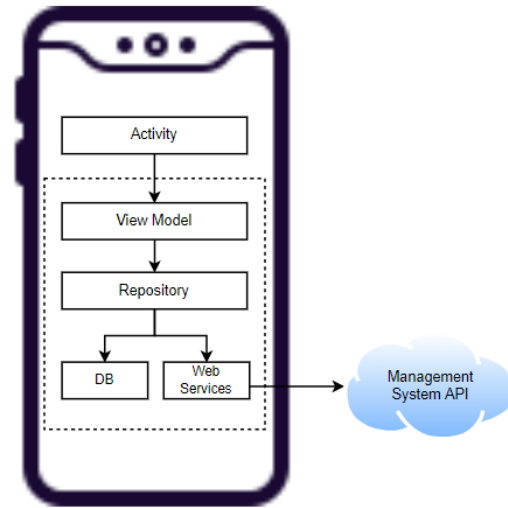 Activity
View Model
Repository
DB
Web
Services
Management
System API